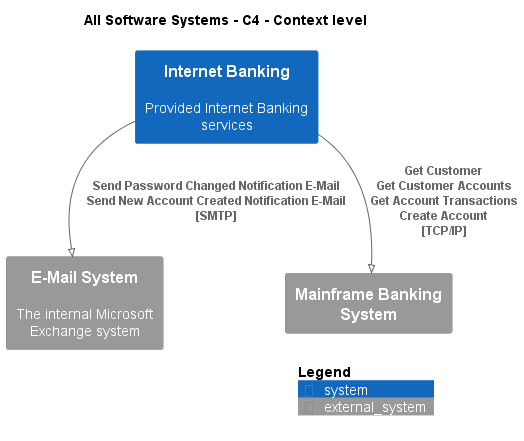 All Software Systems - C4 - Context level
Internet Banking
Provided Internet Banking
services
Send Password Changed Notification E-Mail
Send New Account Created Notification E-Mail
[SMTP]
Get Customer
Get Customer Accounts
Get Account Transactions
Create Account
[TCP/IP]
E-Mail System
The internal Microsoft
Exchange system
Mainframe Banking
System
Legend
system
external_system